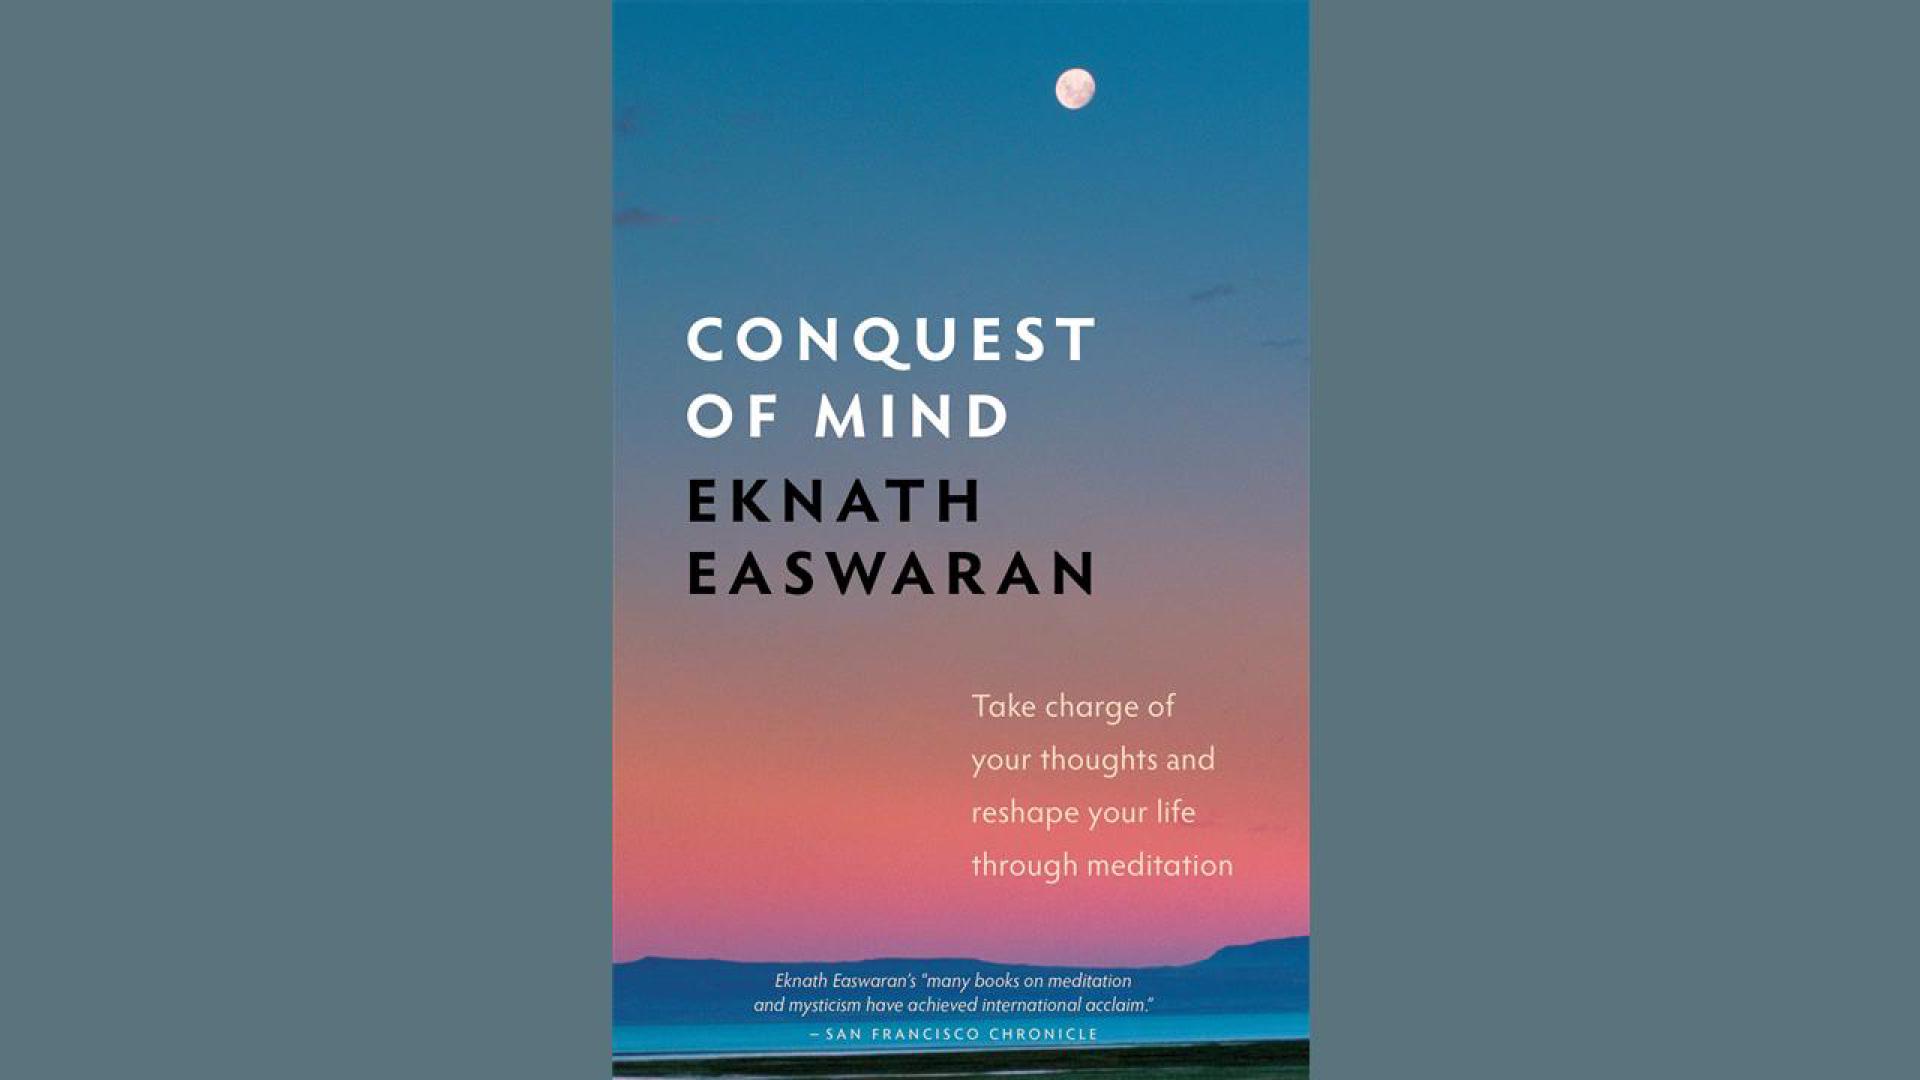 CONQUEST
OF MIND
EKNATH
EASWARAN
Take charge of
your thoughts and
reshape your life
through meditation
Eknath Easwaran's "many books on meditation
and mysticism have achieved international acclaim."
– SAN FRANCISCO CHRONICLE